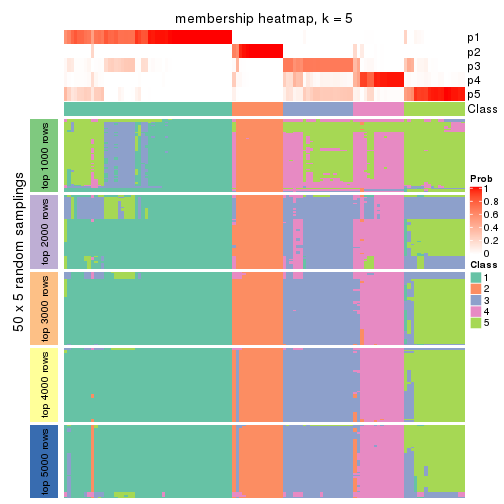 membership heatmap, k = 5
p1
p2
p3
p4
p5
Class
50 x 5 random samplings
top 1000 rows
top 2000 rows
top 3000 rows
top 4000 rows
top 5000 rows
Prob
1
0.8
0.6
0.4
0.2
0
Class
1
2
3
4
5